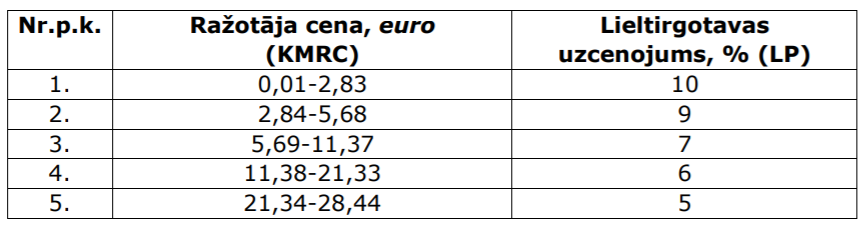 Nr.p.k. Ražotāja cena, euro (KMRC) Lieltirgotavas uzcenojums, % (LP)
1. 0,01-2,83 10
2. 2,84-5,68 9
3. 5,69-11,37 7
4. 11,38-21,33 6
5. 21,34-28,44 5